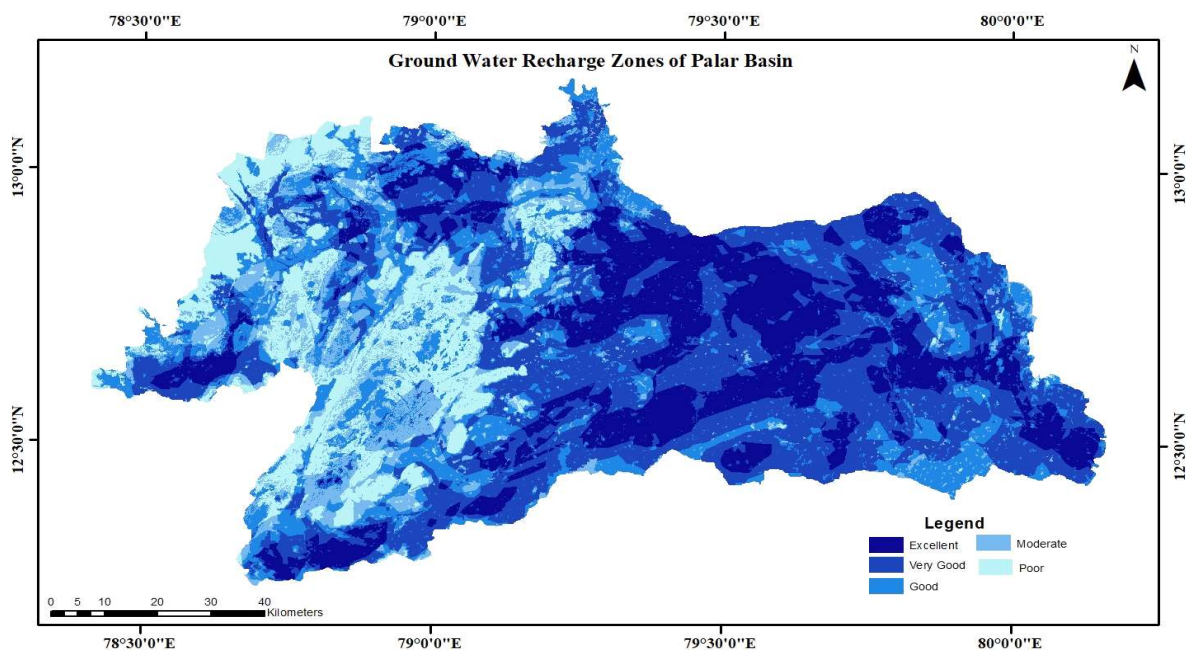 78°30'0"E 79°0'0"E 79°30'0"E 80°0'0"E
Ground Water Recharge Zones of Palar Basin
N
13°0'0"N
13°0'0"N
12°30'0"N
12°30'0"N
Legend
Excellent
Moderate
Very Good
Poor
Good
0 5 10 20 30 40
Kilometers
78°30'0"E 79°0'0"E 79°30'0"E 80°0'0"E